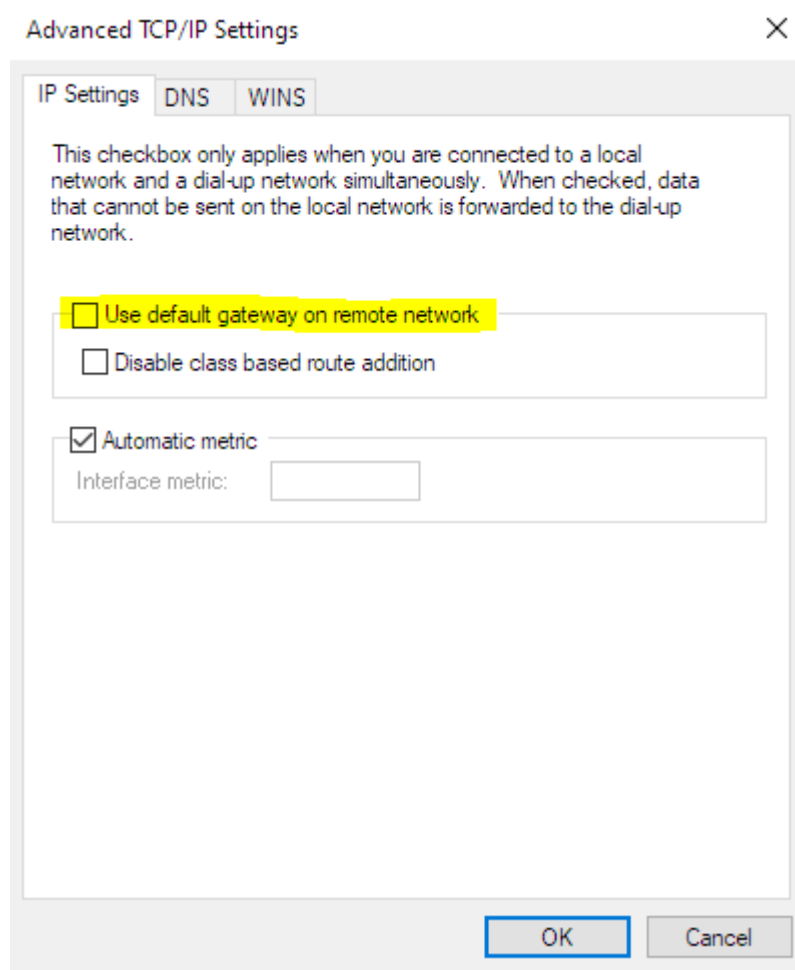 Advanced TCP/IP Settings
IP Settings DNS WINS
This checkbox only applies when you are connected to a local
network and a dial-up network simultaneously. When checked, data
that cannot be sent on the local network is forwarded to the dial-up
network.
Use default gateway on remote network
Disable class based route addition
Automatic metric
Interface metric:
OK Cancel